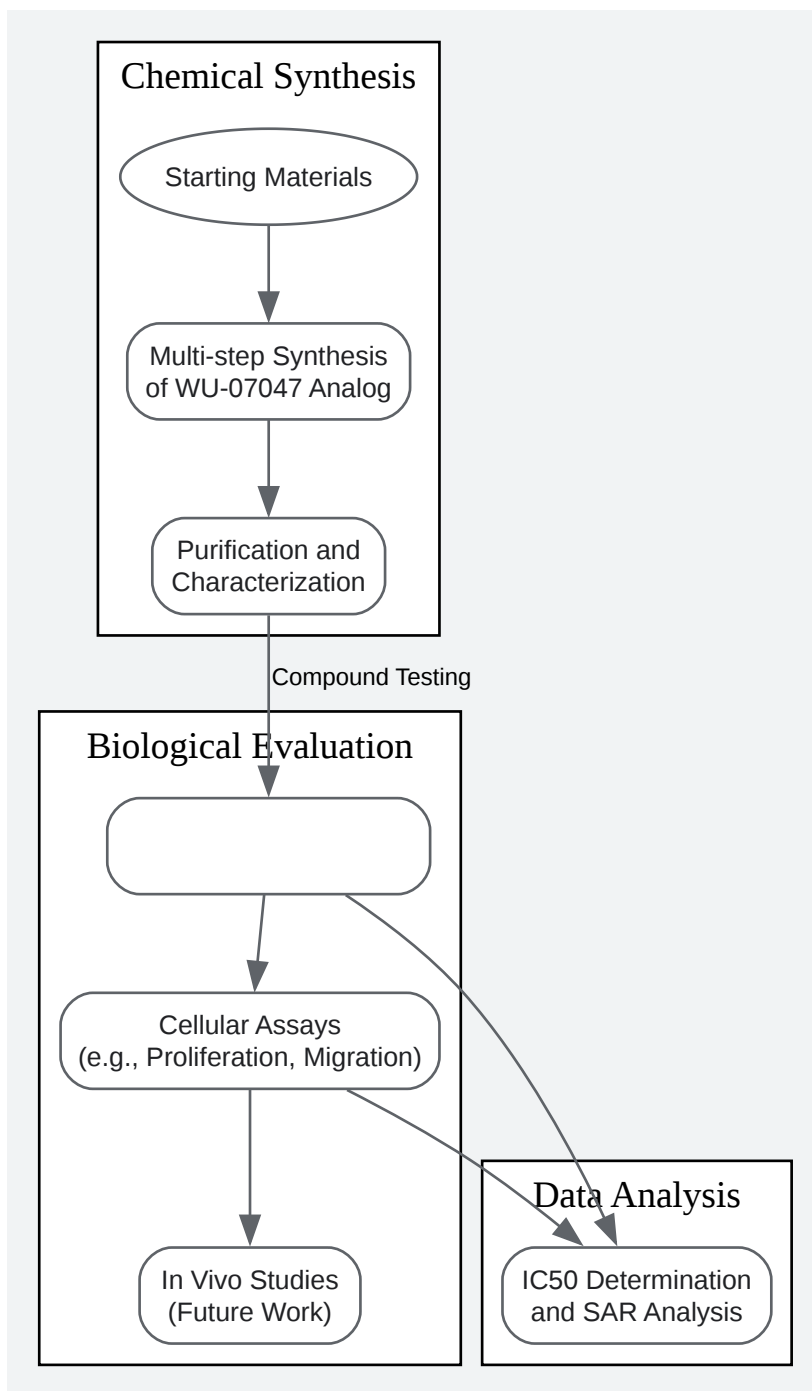 Chemical Synthesis
Starting Materials
Multi-step Synthesis
of WU-07047 Analog
Purification and
Characterization
Compound Testing
Biological Evaluation
Cellular Assays
(e.g., Proliferation, Migration)
Data Analysis
In Vivo Studies
(Future Work)
IC50 Determination
and SAR Analysis